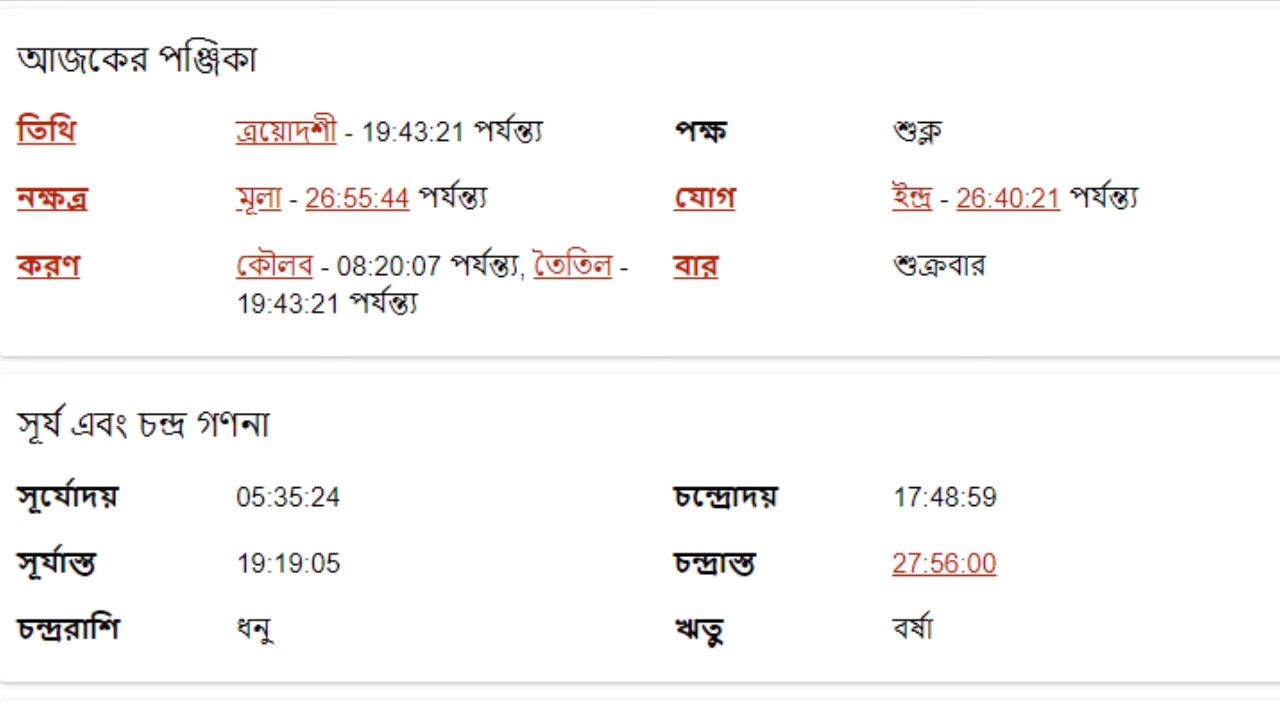 আজকের পঞ্জিকা
তিথি ত্রয়োদশী - 19:43:21 পর্যন্ত্য পক্ষ শুক্ল
নক্ষত্র মূলা - 26:55:44 পর্যন্ত্য যোগ ইন্দ্র - 26:40:21 পর্যন্ত্য
করণ কৌলব - 08:20:07 পর্যন্ত্য, তৈতিল - বার শুক্রবার
19:43:21 পর্যন্ত্য
সূর্য এবং চন্দ্র গণনা
সূর্যোদয় 05:35:24 চন্দ্রোদয় 17:48:59
সূর্যাস্ত 19:19:05 চন্দ্রাস্ত 27:56:00
চন্দ্ররাশি ধনু ঋতু বর্ষা